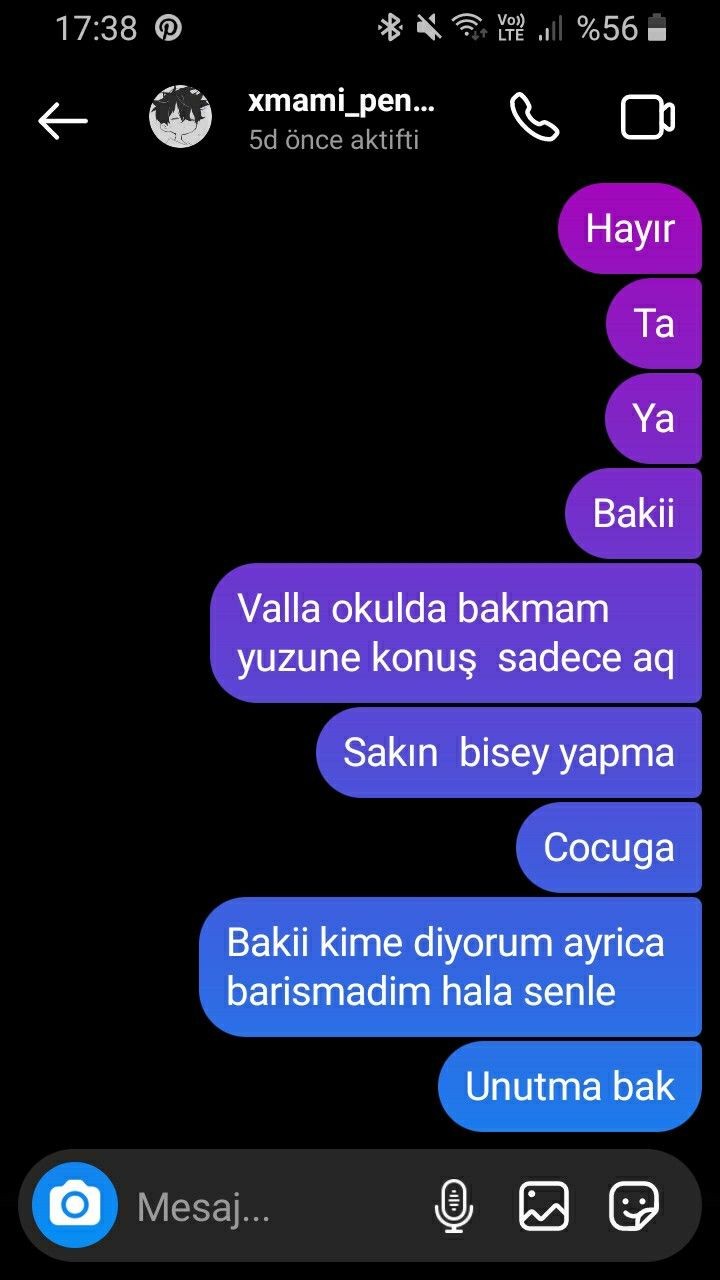 17:38 Vo)) LTE %56
xmami_pen...
5d önce aktifti
Hayır
Ta
Ya
Bakii
Valla okulda bakmam
yuzune konuş sadece aq
Sakın bisey yapma
Cocuga
Bakii kime diyorum ayrica
barismadim hala senle
Unutma bak
Mesaj...